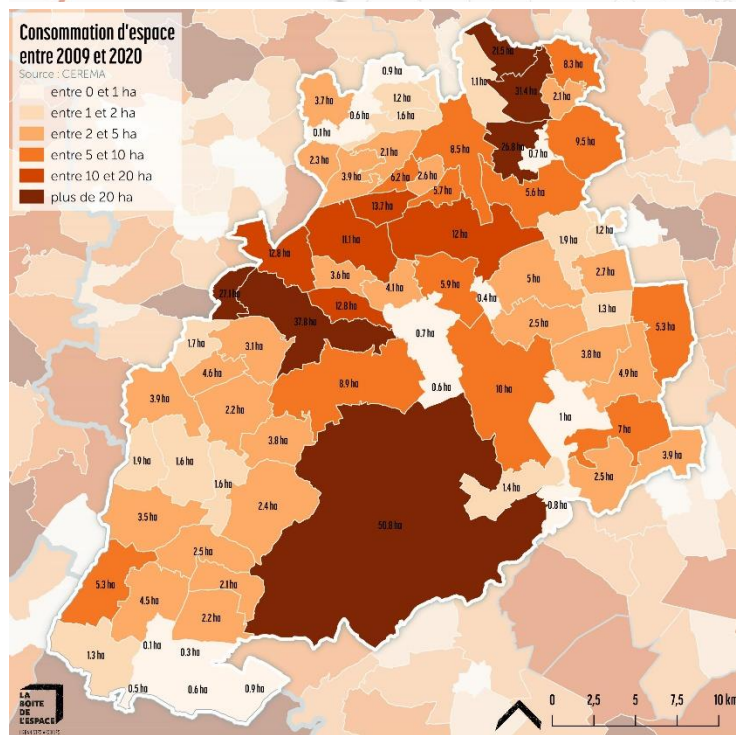 Consommation d'espace
entre 2009 et 2020
Source : CEREMA
entre 0 et 1 ha
entre 1 et 2 ha
entre 2 et 5 ha
entre 5 et 10 ha
entre 10 et 20 ha
plus de 20 ha
21.5 ha
8.3 ha
0.9 ha
1.1 ha
3.7 ha
1.2 ha
31.4 ha
2.1 ha
0.6 ha
1.6 ha
0.1 ha
9.5 ha
26.8 ha
8.5 ha
2.1 ha
0.7 ha
2.3 ha
3.9 ha
6.2 ha
2.6 ha
5.7 ha
5.6 ha
13.7 ha
1.2 ha
12 ha
11.1 ha
1.9 ha
12.8 ha
2.7 ha
3.6 ha
5 ha
5.9 ha
4.1 ha
0.4 ha
12.8 ha
1.3 ha
37.8 ha
2.5 ha
5.3 ha
0.7 ha
1.7 ha
3.1 ha
3.8 ha
4.6 ha
4.9 ha
8.9 ha
0.6 ha
10 ha
3.9 ha
2.2 ha
1 ha
7 ha
3.8 ha
1.9 ha
1.6 ha
3.9 ha
2.5 ha
1.6 ha
1.4 ha
2.4 ha
0.8 ha
3.5 ha
50.8 ha
2.5 ha
5.3 ha
2.1 ha
4.5 ha
2.2 ha
0.1 ha
0.3 ha
1.3 ha
0.5 ha
0.6 ha
0.9 ha
LA
BOITE
DE
L'ESPACE
0 2,5 5 7,5 10 km